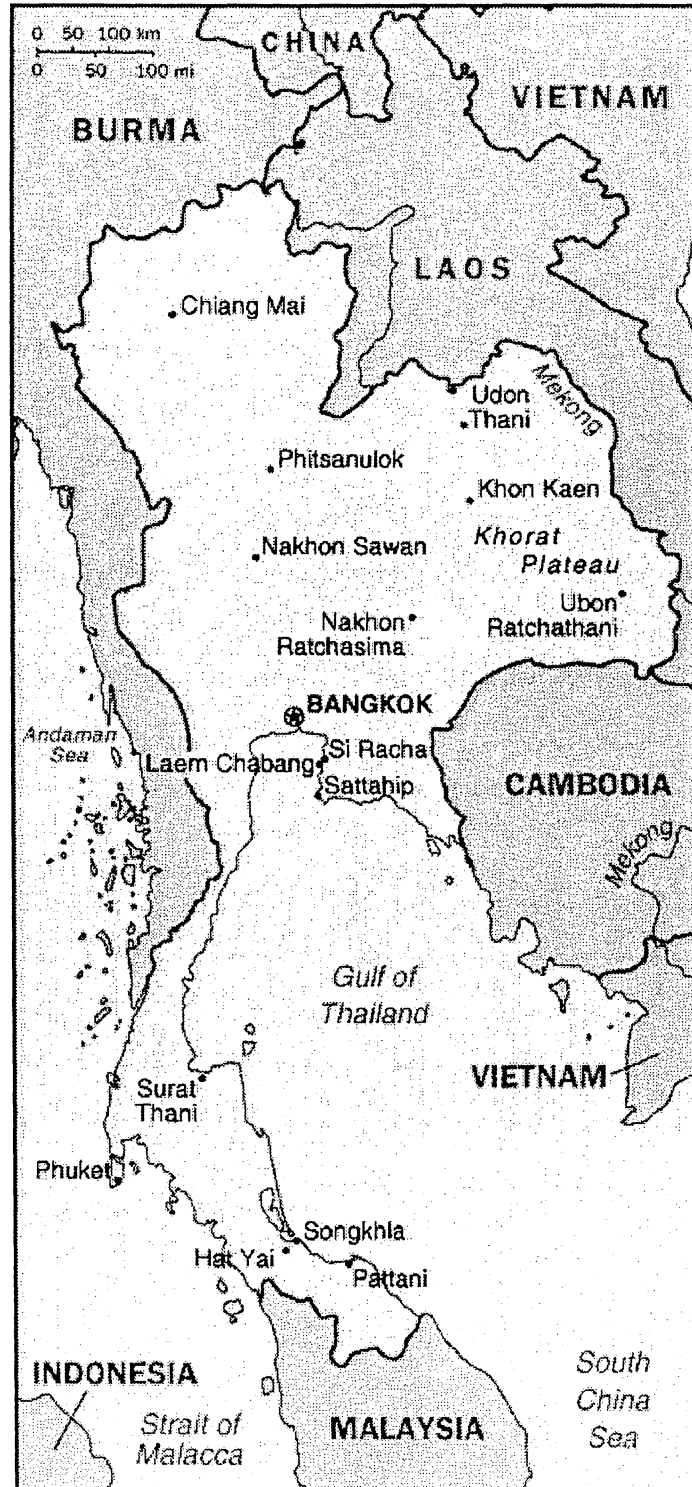 0 50 100 km
0 50 100 mi
CHINA
VIETNAM
BURMA
LAOS
Chiang Mai
Mekong
Udon
Thani
Phitsanulok
Khon Kaen
Nakhon Sawan
Khorat
Plateau
Nakhon
Ratchasima
Ubon
Ratchathani
BANGKOK
Andaman
Sea
Si Racha
Laem Chabang
Sattahip
CAMBODIA
Mekong
Gulf of
Thailand
VIETNAM
Surat
Thani
Phuket
Songkhla
Hat Yai
Pattani
INDONESIA
Strait of
Malacca
MALAYSIA
South
China
Sea